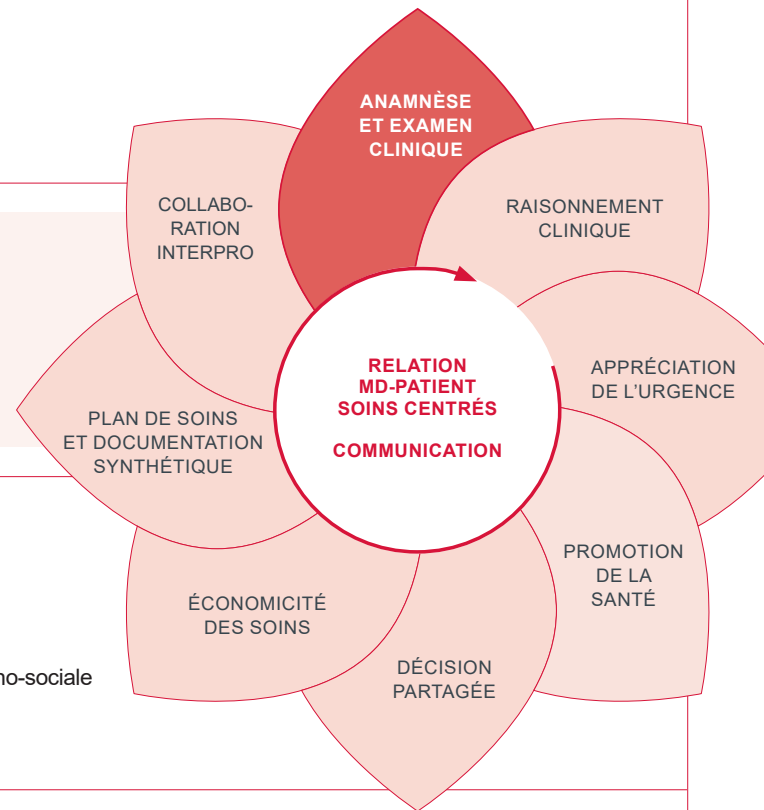 ANAMNÈSE
ET EXAMEN
CLINIQUE
RAISONNEMENT
CLINIQUE
APPRÉCIATION
DE L'URGENCE
PROMOTION
DE LA
SANTÉ
DÉCISION
PARTAGÉE
ÉCONOMICITÉ
DES SOINS
PLAN DE SOINS
ET DOCUMENTATION
SYNTHÉTIQUE
COLLABO-
RATION
INTERPRO
RELATION
MD-PATIENT
SOINS CENTRÉS
COMMUNICATION
no-sociale